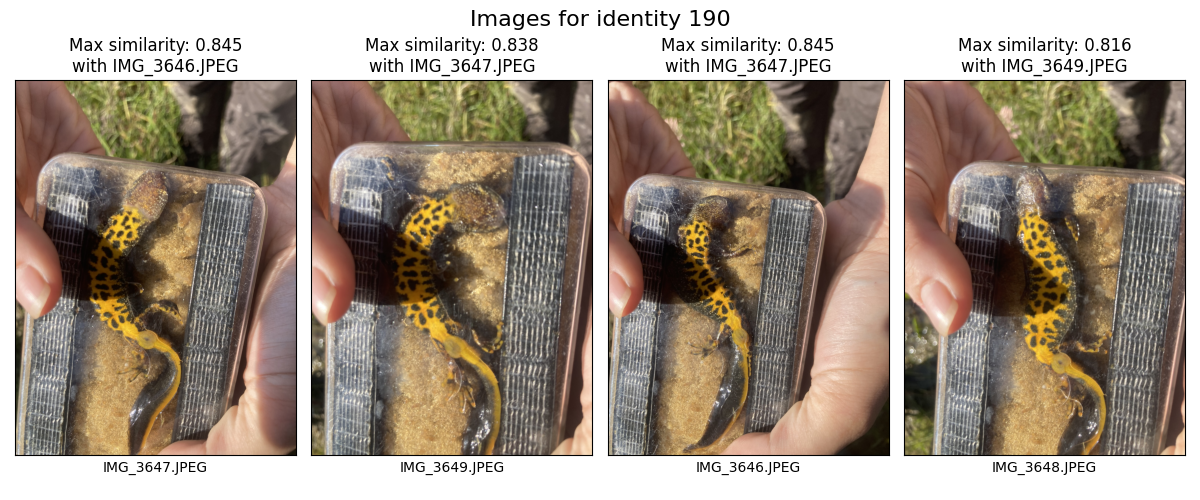 Images for identity 190
Max similarity: 0.845
with IMG_3646.JPEG
Max similarity: 0.838
with IMG_3647.JPEG
Max similarity: 0.845
with IMG_3647.JPEG
Max similarity: 0.816
with IMG_3649.JPEG
IMG_3647.JPEG
IMG_3649.JPEG
IMG_3646.JPEG
IMG_3648.JPEG